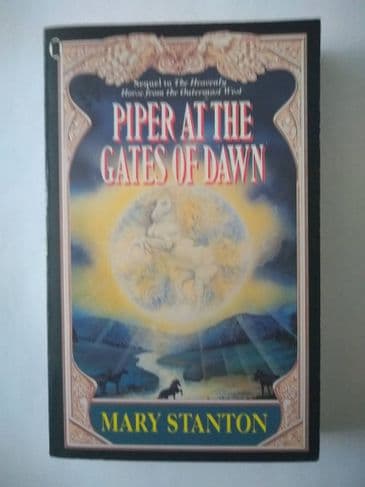 Sequel to The Heavenly
Horse from the Outermost West
PIPER AT THE
GATES OF DAWN
MARY STANTON